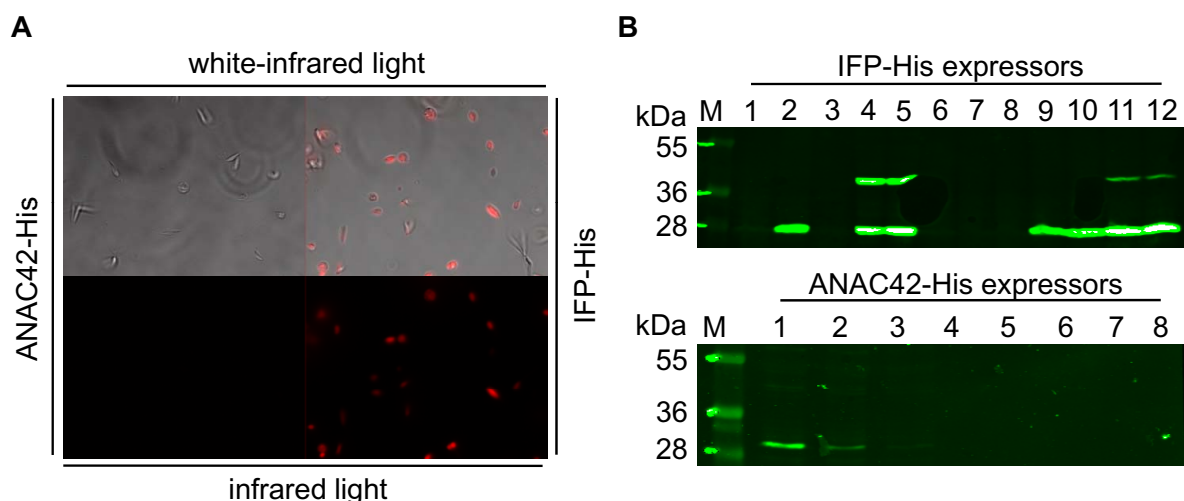 A
white-infrared light
ANAC42-His
IFP-His
infrared light
B
IFP-His expressors
kDa M 1 2 3 4 5 6 7 8 9 10 11 12
55
36
28
ANAC42-His expressors
kDa M 1 2 3 4 5 6 7 8
55
36
28